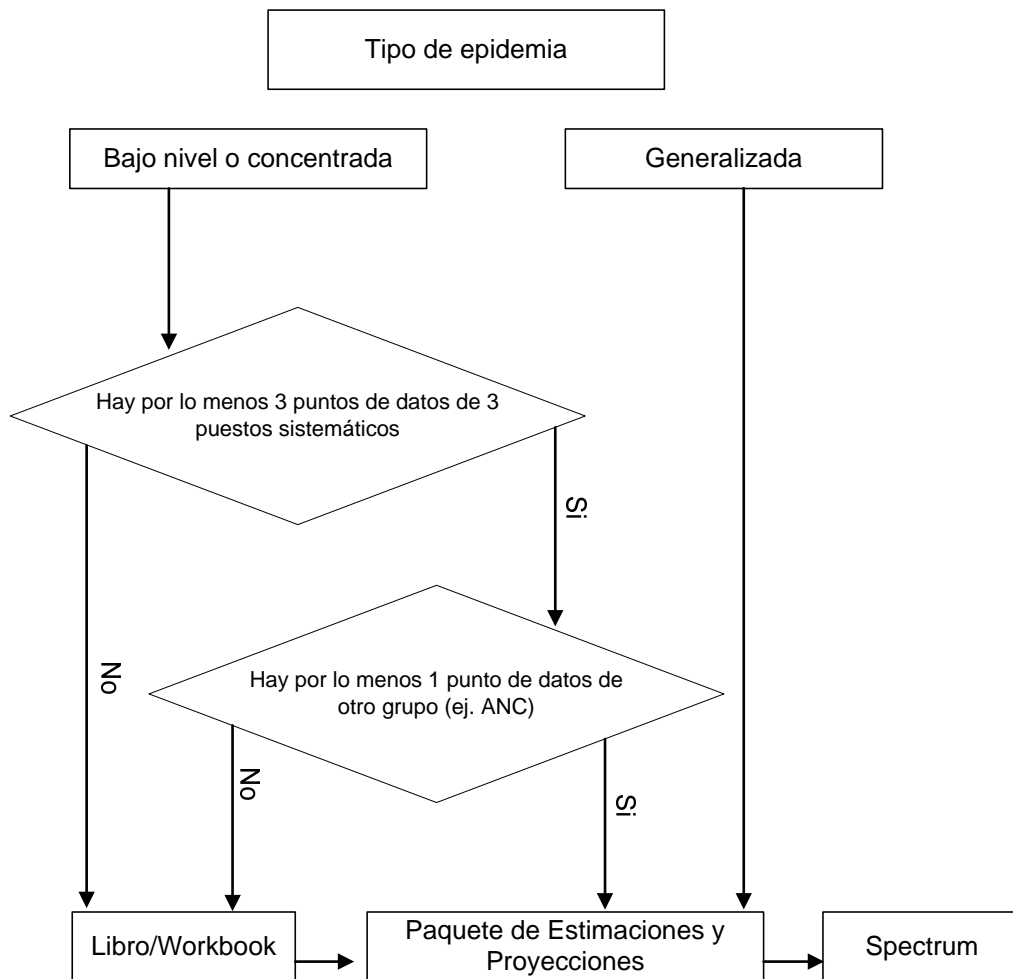 Tipo de epidemia
Bajo nivel o concentrada
Generalizada
Hay por lo menos 3 puntos de datos de 3
puestos sistemáticos
Si
Hay por lo menos 1 punto de datos de
otro grupo (ej. ANC)
No
No
Si
Libro/Workbook
Paquete de Estimaciones y
Proyecciones
Spectrum